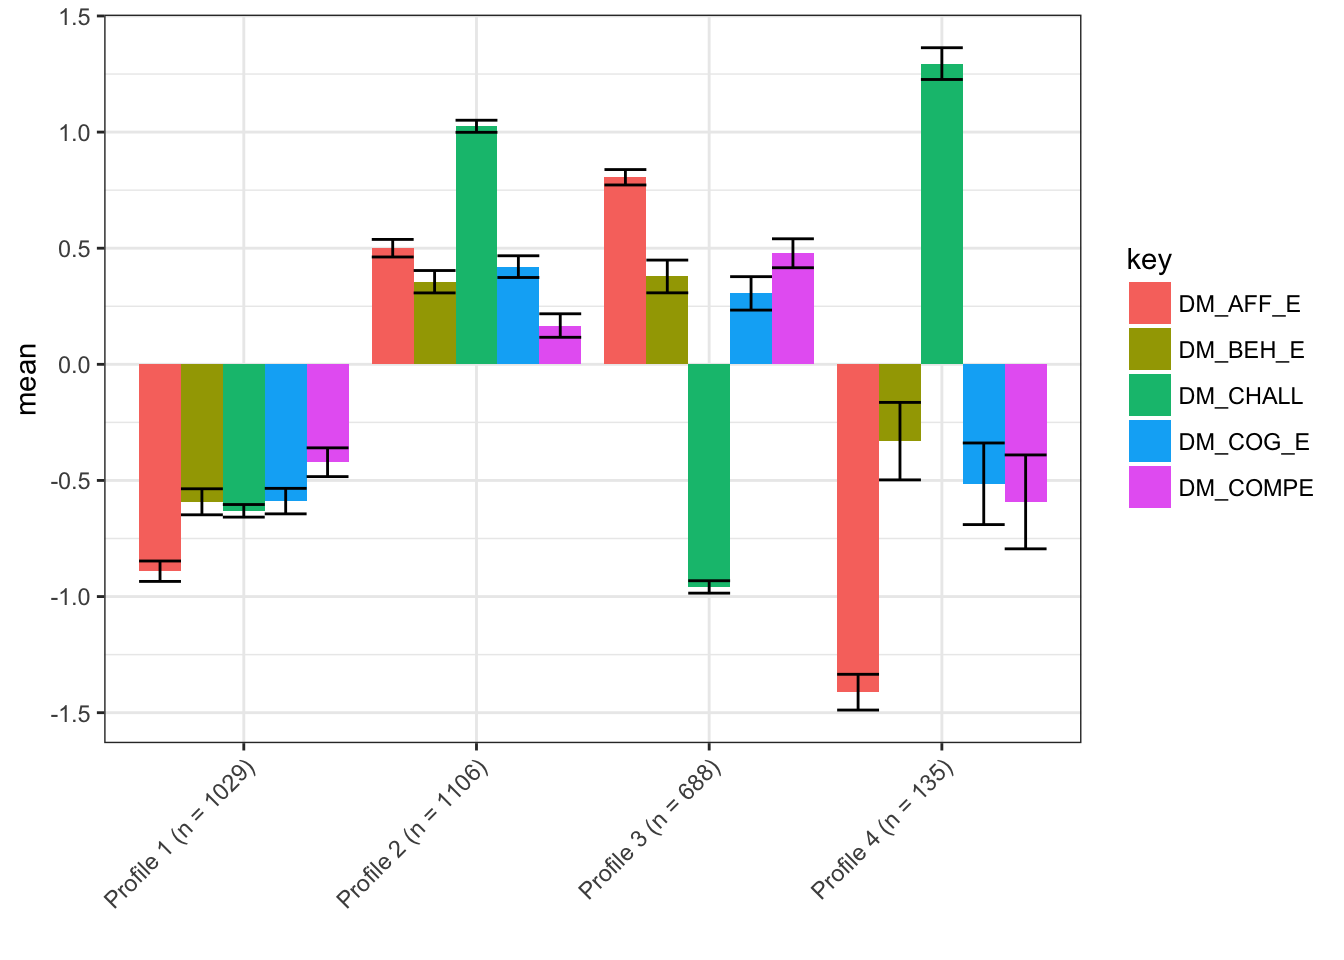 1.5
1.0
0.5
0.0
-0.5
-1.0
-1.5
mean
Profile 1 (n = 1029)
Profile 2 (n = 1106)
Profile 3 (n = 688)
Profile 4 (n = 135)
key
DM_AFF_E
DM_BEH_E
DM_CHALL
DM_COG_E
DM_COMPE